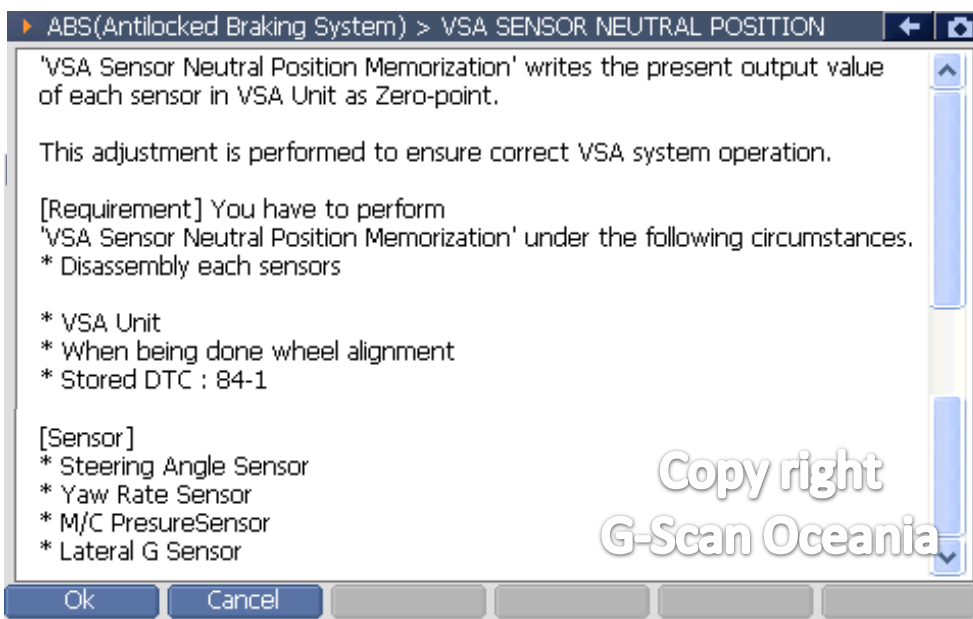 ABS(Antilocked Braking System) > VSA SENSOR NEUTRAL POSITION
'VSA Sensor Neutral Position Memorization' writes the present output value
of each sensor in VSA Unit as Zero-point.
This adjustment is performed to ensure correct VSA system operation.
[Requirement] You have to perform
'VSA Sensor Neutral Position Memorization' under the following circumstances.
* Disassembly each sensors
* VSA Unit
* When being done wheel alignment
* Stored DTC : 84-1
[Sensor]
* Steering Angle Sensor
* Yaw Rate Sensor
* M/C PresureSensor
* Lateral G Sensor
Copy right
G-Scan Oceania
Ok
Cancel